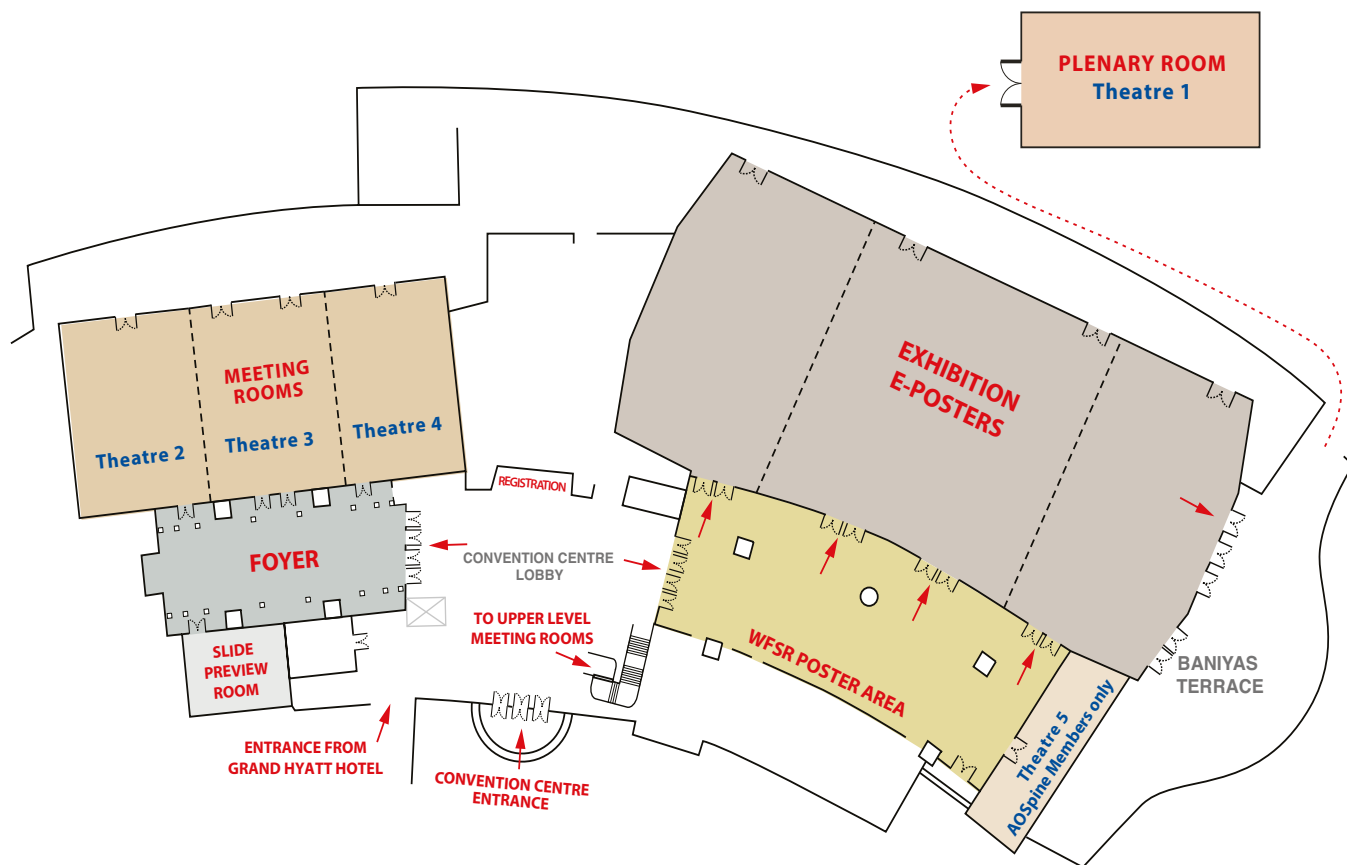 PLENARY ROOM
Theatre 1
EXHIBITION
E-POSTERS
MEETING
ROOMS
Theatre 2
Theatre 3
Theatre 4
REGISTRATION
FOYER
CONVENTION CENTRE
LOBBY
TO UPPER LEVEL
MEETING ROOMS
SLIDE
PREVIEW
ROOM
WFSR POSTER AREA
BANIYAS
TERRACE
Theatre 5
AOSpine Members only
ENTRANCE FROM
GRAND HYATT HOTEL
CONVENTION CENTRE
ENTRANCE